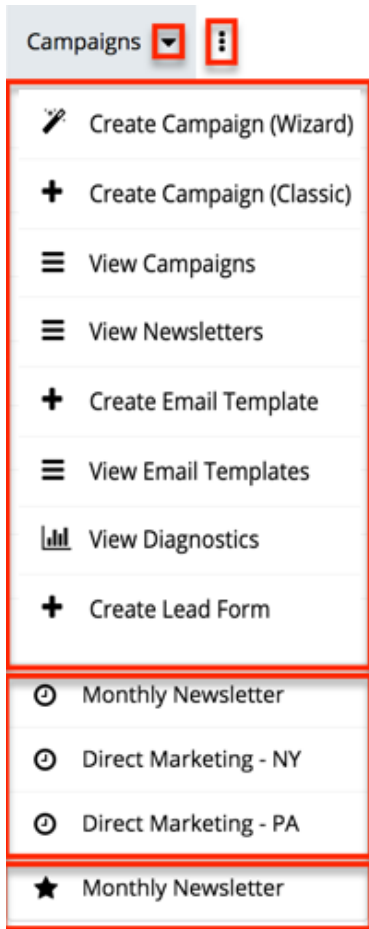 Campaigns
Create Campaign (Wizard)
Create Campaign (Classic)
View Campaigns
View Newsletters
Create Email Template
View Email Templates
View Diagnostics
Create Lead Form
Monthly Newsletter
Direct Marketing - NY
Direct Marketing - PA
Monthly Newsletter